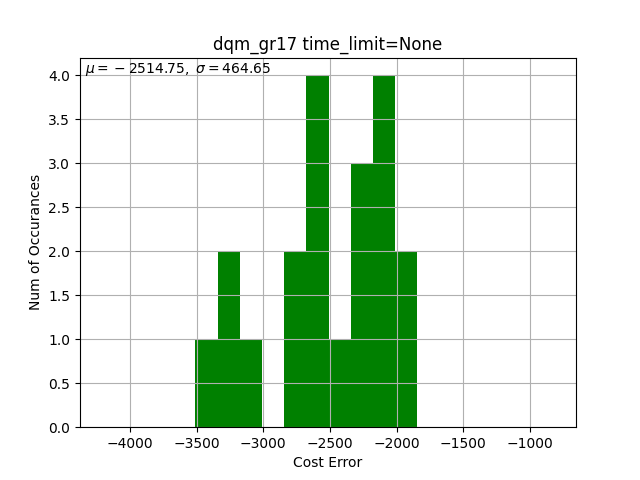 dqm_gr17 time_limit=None
μ = −2514.75, σ = 464.65
4.0
3.5
3.0
2.5
2.0
1.5
1.0
0.5
0.0
Num of Occurances
−4000 −3500 −3000 −2500 −2000 −1500 −1000
Cost Error